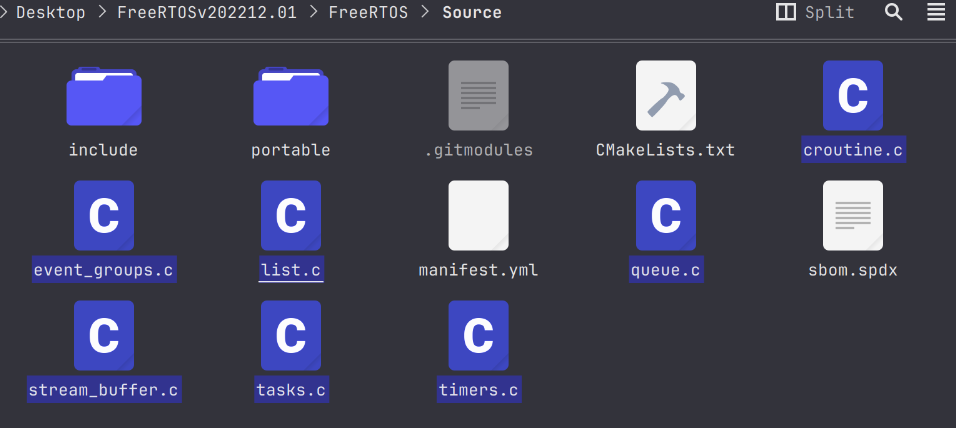 > Desktop > FreeRTOSv202212.01 > FreeRTOS > Source
Split
include
portable
.gitmodules
CMakeLists.txt
C
croutine.c
C
event_groups.c
C
list.c
manifest.yml
C
queue.c
sbom.spdx
C
stream_buffer.c
C
tasks.c
C
timers.c